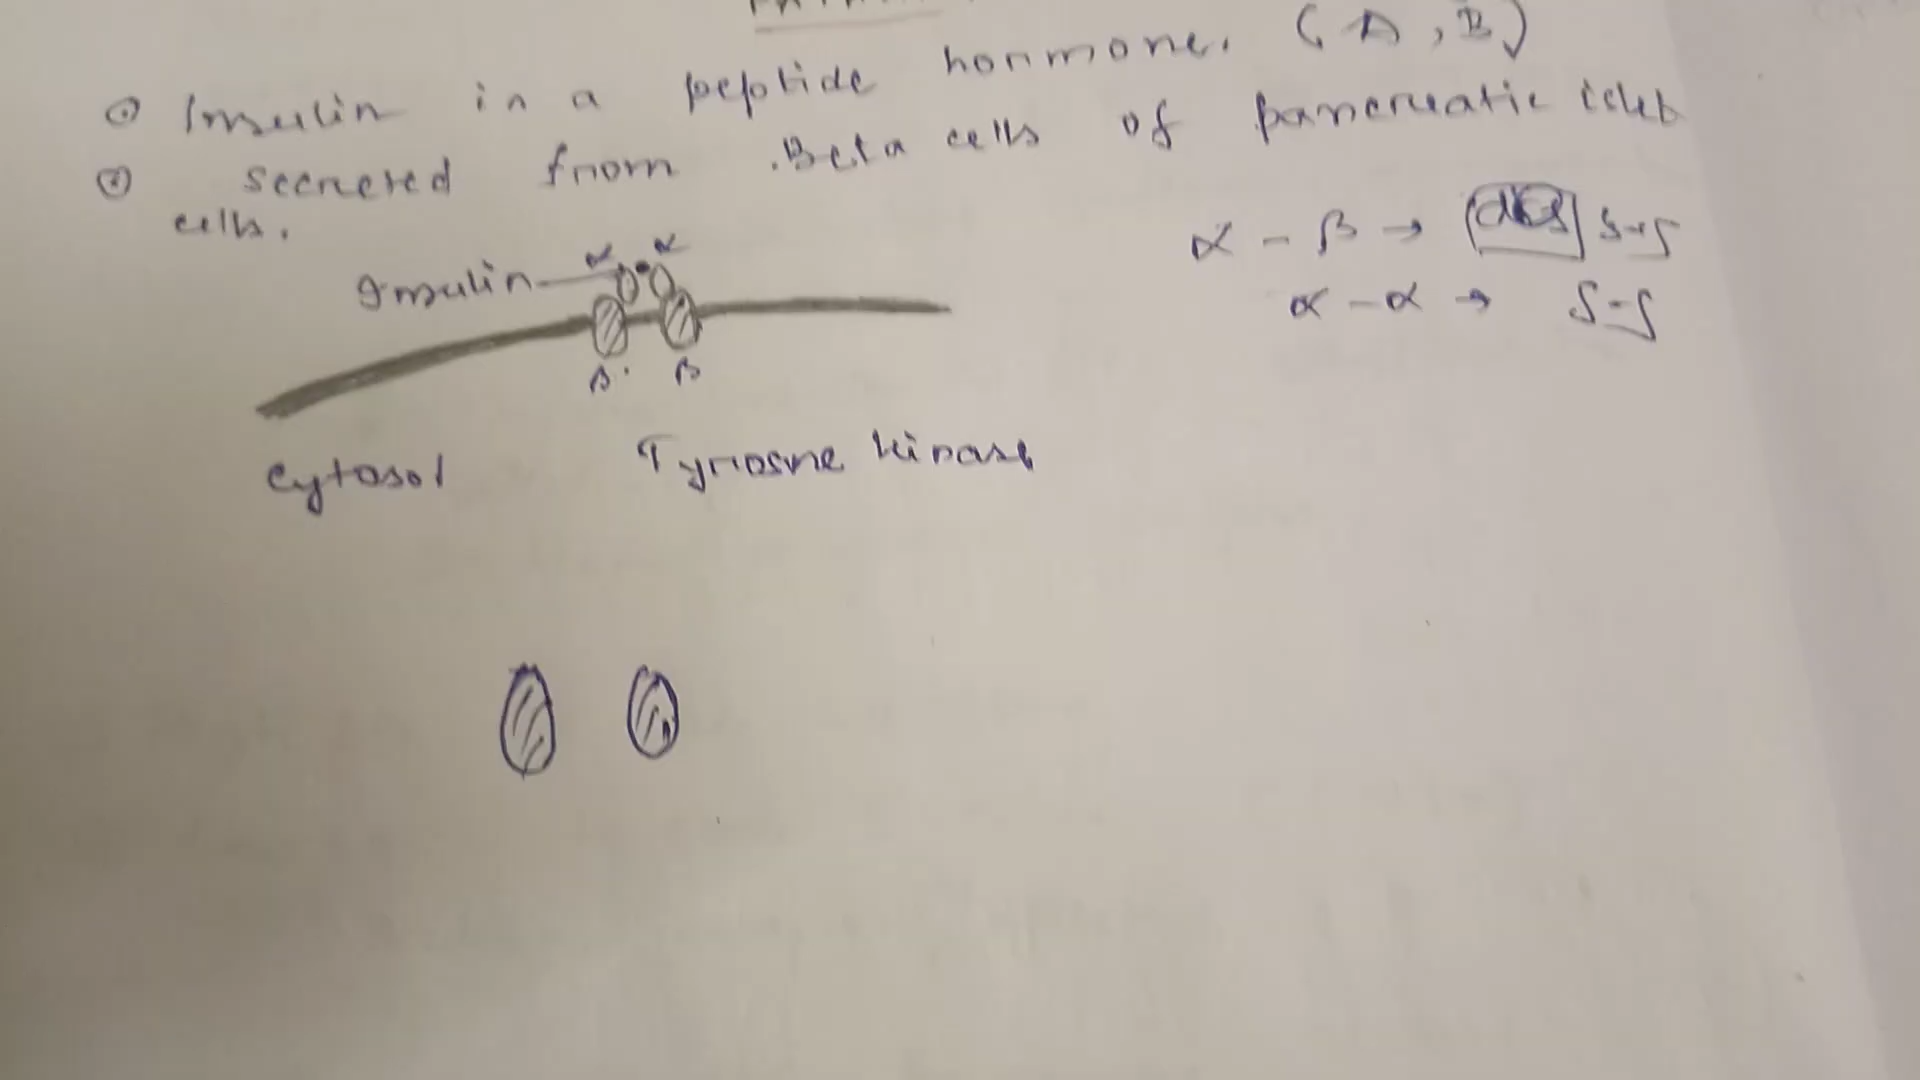 ⊙ Insulin is a peptide hormone. (A, B)
⊙ secreted from Beta cells of pancreatic islet
cells.
α - β → S-S
α - α → S-S
α α
Insulin
β β
Cytosol Tyrosine kinase